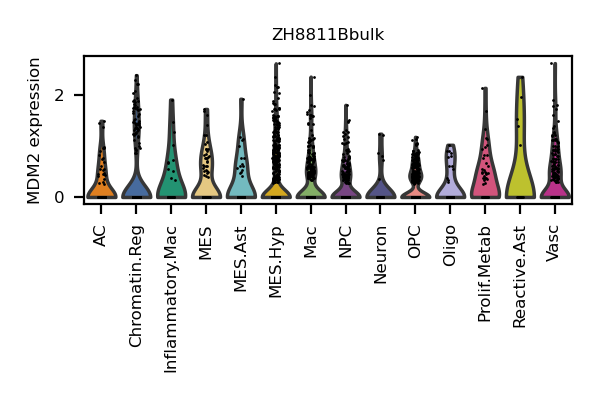 ZH8811Bbulk
MDM2 expression
2
0
AC
Chromatin.Reg
Inflammatory.Mac
MES
MES.Ast
MES.Hyp
Mac
NPC
Neuron
OPC
Oligo
Prolif.Metab
Reactive.Ast
Vasc